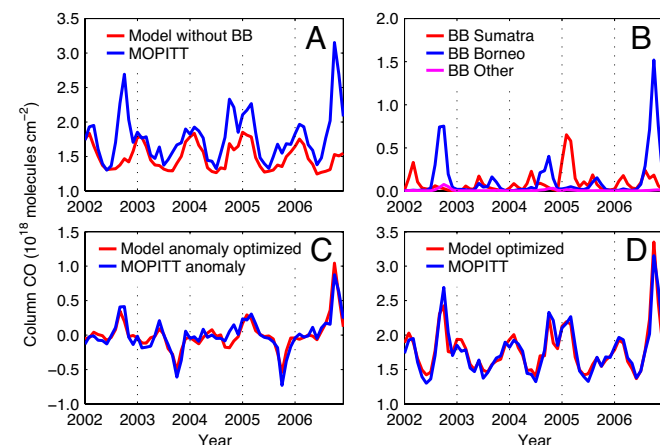 Column CO (10^18 molecules cm^-2)
A
Model without BB
MOPITT
3.5
3.0
2.5
2.0
1.5
1.0
2002 2003 2004 2005 2006
B
BB Sumatra
BB Borneo
BB Other
2.0
1.5
1.0
0.5
0.0
2002 2003 2004 2005 2006
C
Model anomaly optimized
MOPITT anomaly
1.5
1.0
0.5
0.0
−0.5
−1.0
2002 2003 2004 2005 2006
Year
D
Model optimized
MOPITT
3.5
3.0
2.5
2.0
1.5
1.0
2002 2003 2004 2005 2006
Year